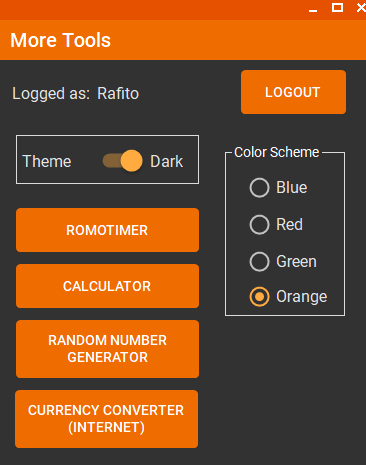 More Tools
Logged as: Rafito
LOGOUT
Theme Dark
Color Scheme
Blue
Red
Green
Orange
ROMOTIMER
CALCULATOR
RANDOM NUMBER
GENERATOR
CURRENCY CONVERTER
(INTERNET)